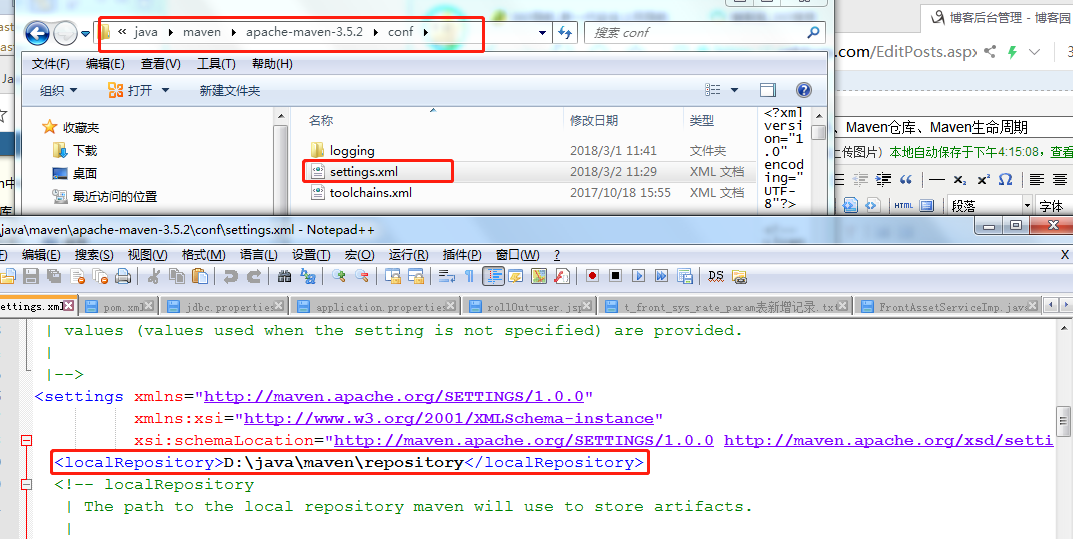 博客后台管理 - 博客园
« java maven apache-maven-3.5.2 conf
搜索 conf
.com/EditPosts.aspx
文件(F) 编辑(E) 查看(V) 工具(T) 帮助(H)
组织 打开 新建文件夹
收藏夹
下载
桌面
最近访问的位置
名称 修改日期 类型
logging 2018/3/1 11:41 文件夹
settings.xml 2018/3/2 11:29 XML 文档
toolchains.xml 2017/10/18 15:55 XML 文档
<?xml
versi
on="1
.0"
encod
ing="
UTF-
8"?>
、Maven仓库、Maven生命周期
上传图片) 本地自动保存于下午4:15:08，查看
HTML 段落 字体
java\maven\apache-maven-3.5.2\conf\settings.xml - Notepad++
编辑(E) 搜索(S) 视图(V) 格式(M) 语言(L) 设置(T) 宏(O) 运行(R) 插件(P) 窗口(W) ? X
ettings.xml pom.xml jdbc.properties application.properties rollOut-user.jsp t_front_sys_rate_param表新增记录.txt FrontAssetServiceImp.java
| values (values used when the setting is not specified) are provided.
|
|-->
<settings xmlns="http://maven.apache.org/SETTINGS/1.0.0"
xmlns:xsi="http://www.w3.org/2001/XMLSchema-instance"
xsi:schemaLocation="http://maven.apache.org/SETTINGS/1.0.0 http://maven.apache.org/xsd/setti
<localRepository>D:\java\maven\repository</localRepository>
<!-- localRepository
| The path to the local repository maven will use to store artifacts.
|